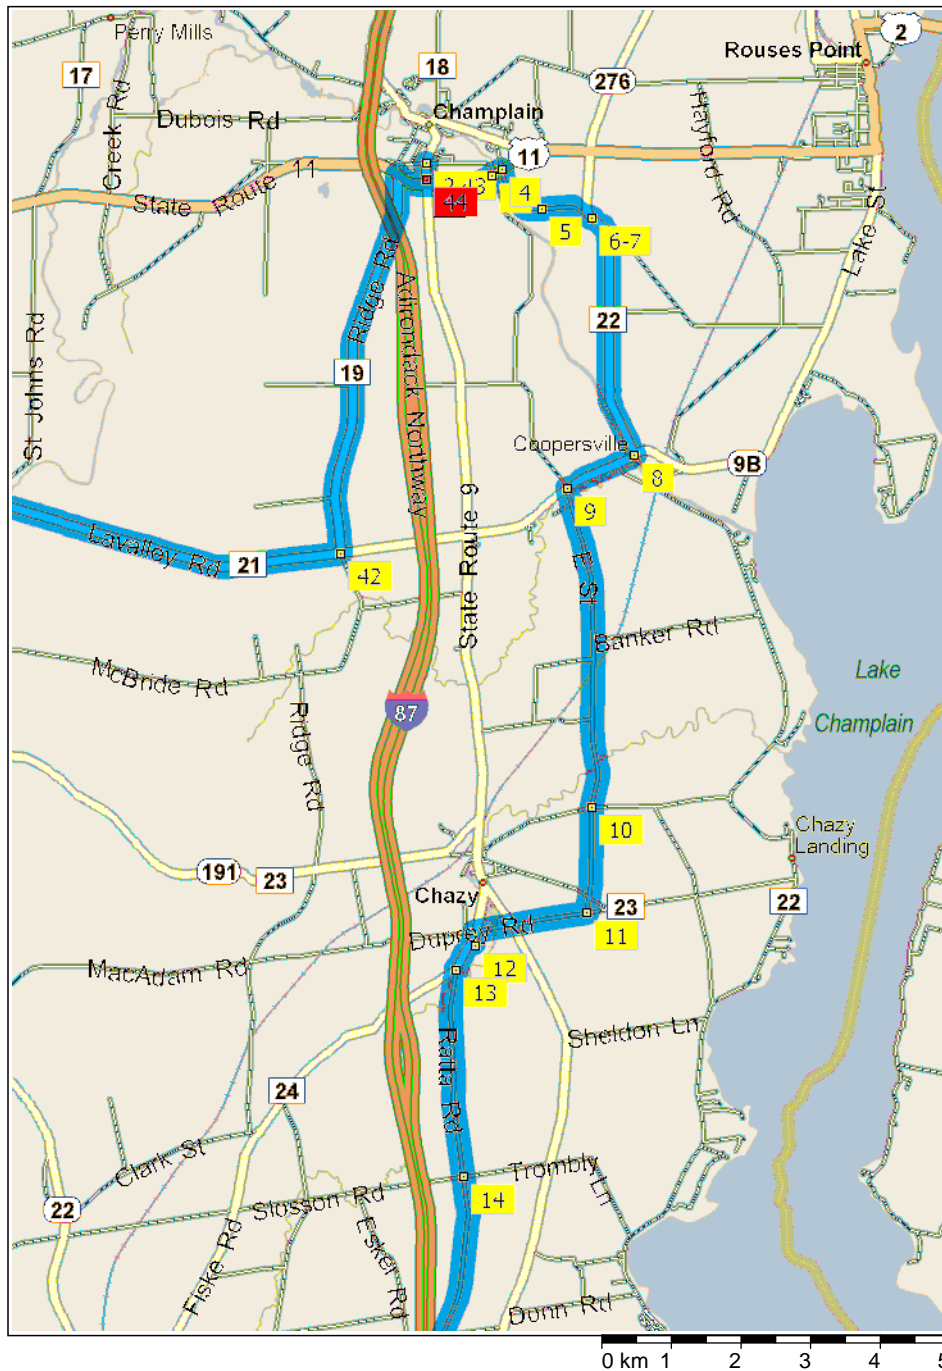 Perry Mills
2
Rouses Point
17
18
276
Creek Rd
Dubois Rd
Champlain
Hayford Rd
11
State Route 11
4
44
5
6-7
Lake St
St Johns Rd
Ridge Rd
Adirondack Northway
22
19
Coopersville
9B
8
9
Lavalley Rd
21
42
State Route 9
E St
Banker Rd
McBride Rd
Lake
Champlain
87
Ridge Rd
10
Chazy
Landing
191
23
Chazy
23
22
Duprey Rd
11
MacAdam Rd
12
13
Sheldon Ln
Ratta Rd
24
Clark St
Trombly Ln
14
22
Slosson Rd
Fiske Rd
Esker Rd
Dunn Rd
0 km 1 2 3 4 5